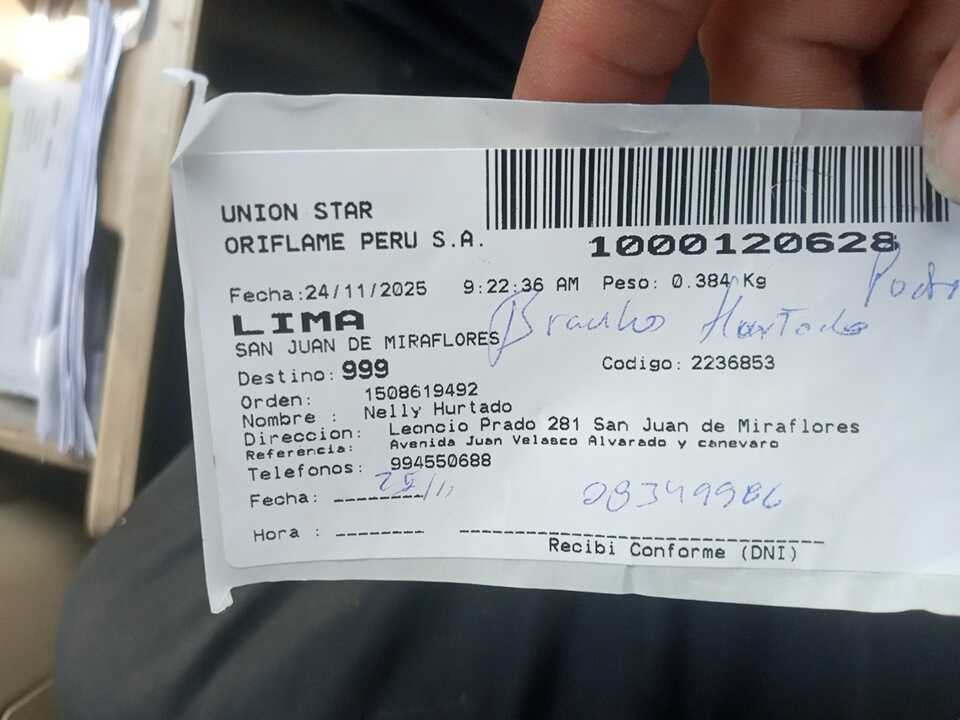 UNION STAR
ORIFLAME PERU S.A.
1000120628
Fecha:24/11/2025 9:22:36 AM Peso: 0.384 Kg
LIMA
Hurtado
SAN JUAN DE MIRAFLORES
Destino: 999 Codigo: 2236853
Orden: 1508619492
Nombre : Nelly Hurtado
Direccion: Leoncio Prado 281 San Juan de Miraflores
Referencia: Avenida Juan Velasco Alvarado y canevaro
Telefonos: 994550688
Fecha: 25/11
08349986
Hora :
Recibi Conforme (DNI)